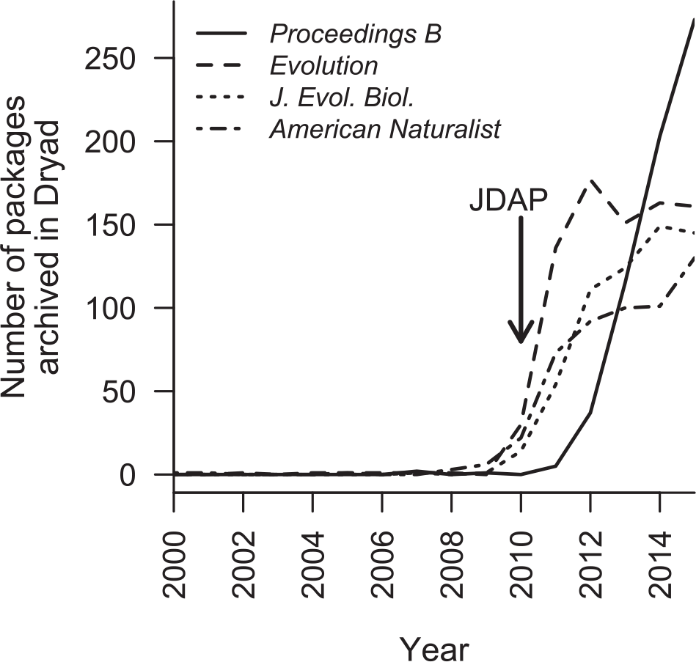 Proceedings B
Evolution
J. Evol. Biol.
American Naturalist
JDAP
Number of packages
archived in Dryad
250
200
150
100
50
0
2000
2002
2004
2006
2008
2010
2012
2014
Year